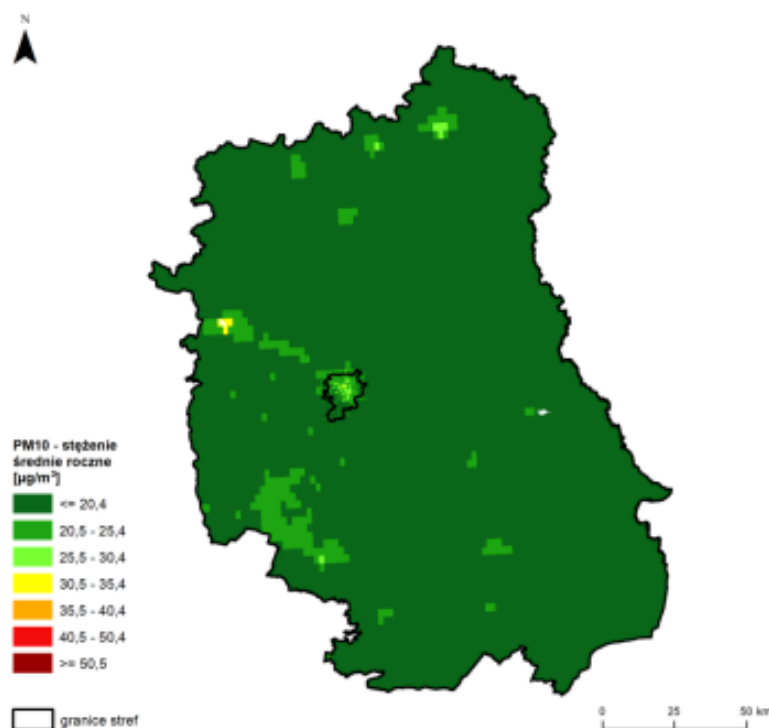 N
PM10 - stężenie
średnie roczne
[µg/m³]
<= 20,4
20,5 - 25,4
25,5 - 30,4
30,5 - 35,4
35,5 - 40,4
40,5 - 50,4
>= 50,5
granice stref
0 25 50 km